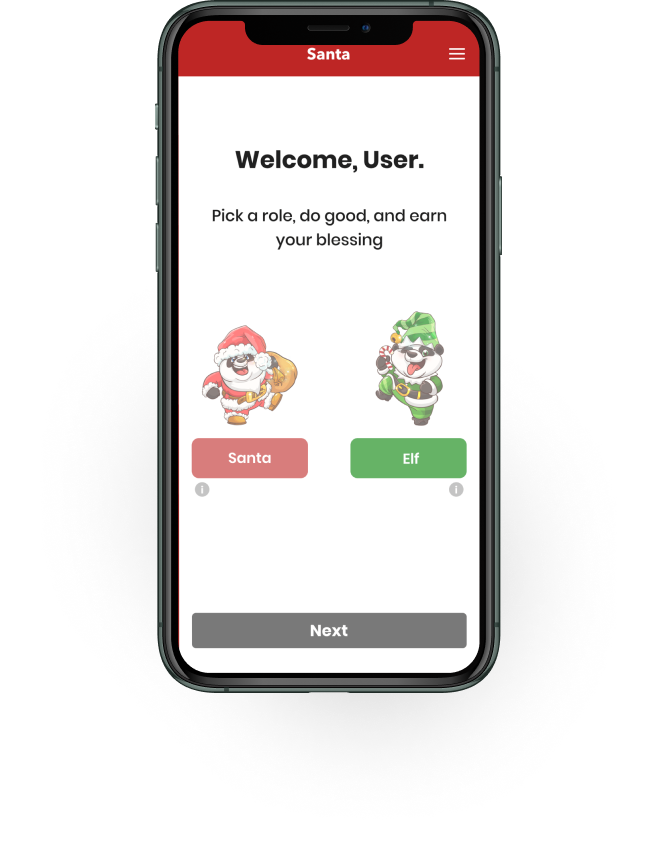 Santa
Welcome, User.
Pick a role, do good, and earn
your blessing
Santa
Elf
i
i
Next